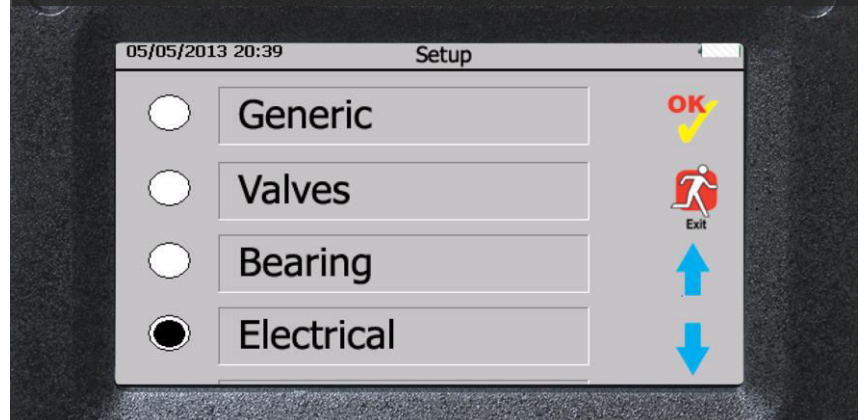 05/05/2013 20:39 Setup
Generic
OK
Valves
Exit
Bearing
Electrical